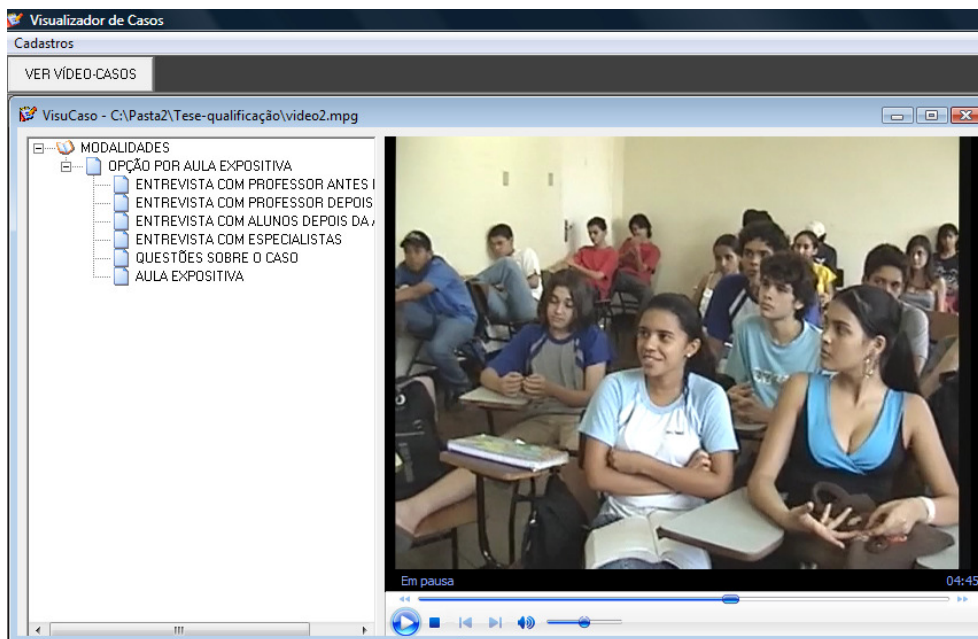 Visualizador de Casos
Cadastros
VER VÍDEO-CASOS
VisuCaso - C:\Pasta2\Tese-qualificação\video2.mpg
MODALIDADES
OPÇÃO POR AULA EXPOSITIVA
ENTREVISTA COM PROFESSOR ANTES
ENTREVISTA COM PROFESSOR DEPOIS
ENTREVISTA COM ALUNOS DEPOIS DA
ENTREVISTA COM ESPECIALISTAS
QUESTÕES SOBRE O CASO
AULA EXPOSITIVA
Em pausa
04:45